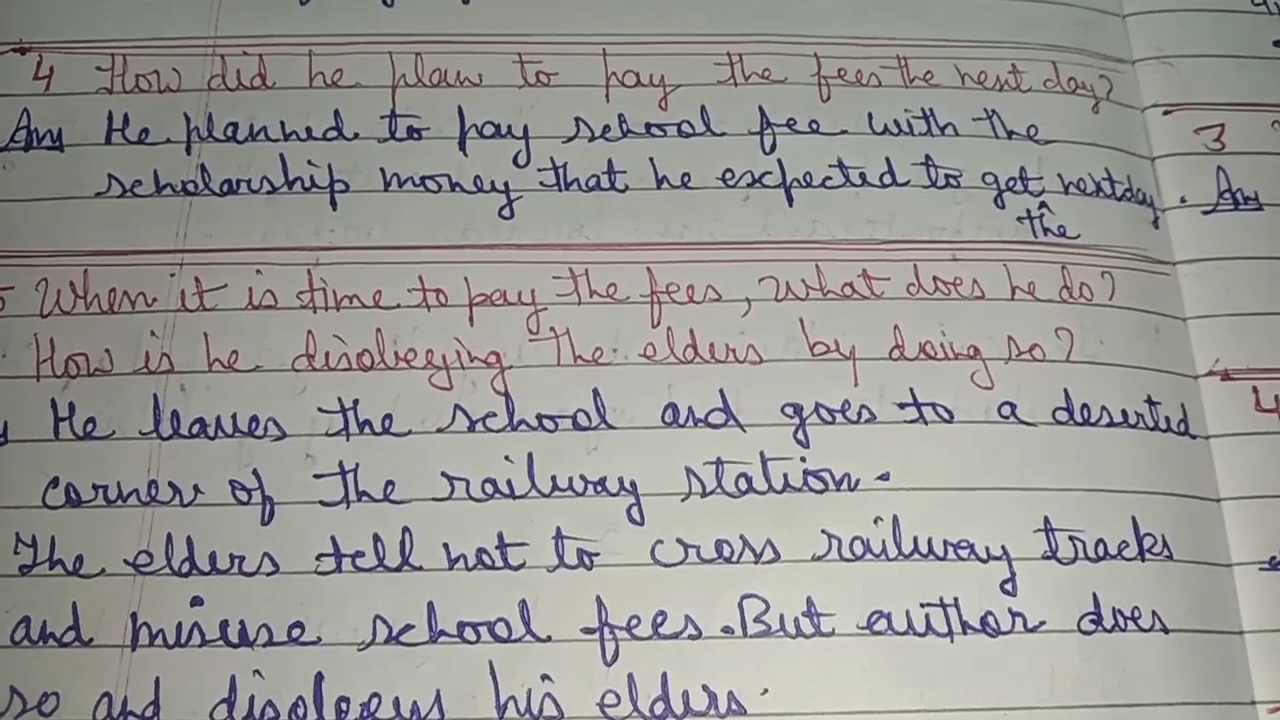 4 How did he plan to pay the fees the next day?
Ans He planned to pay school fee with the
scholarship money that he expected to get next day.
the
5 When it is time to pay the fees, what does he do?
How is he disobeying the elders by doing so?
He leaves the school and goes to a deserted
corner of the railway station.
The elders tell not to cross railway tracks
and misuse school fees. But author does
so and disobeys his elders.
3
Ans
4